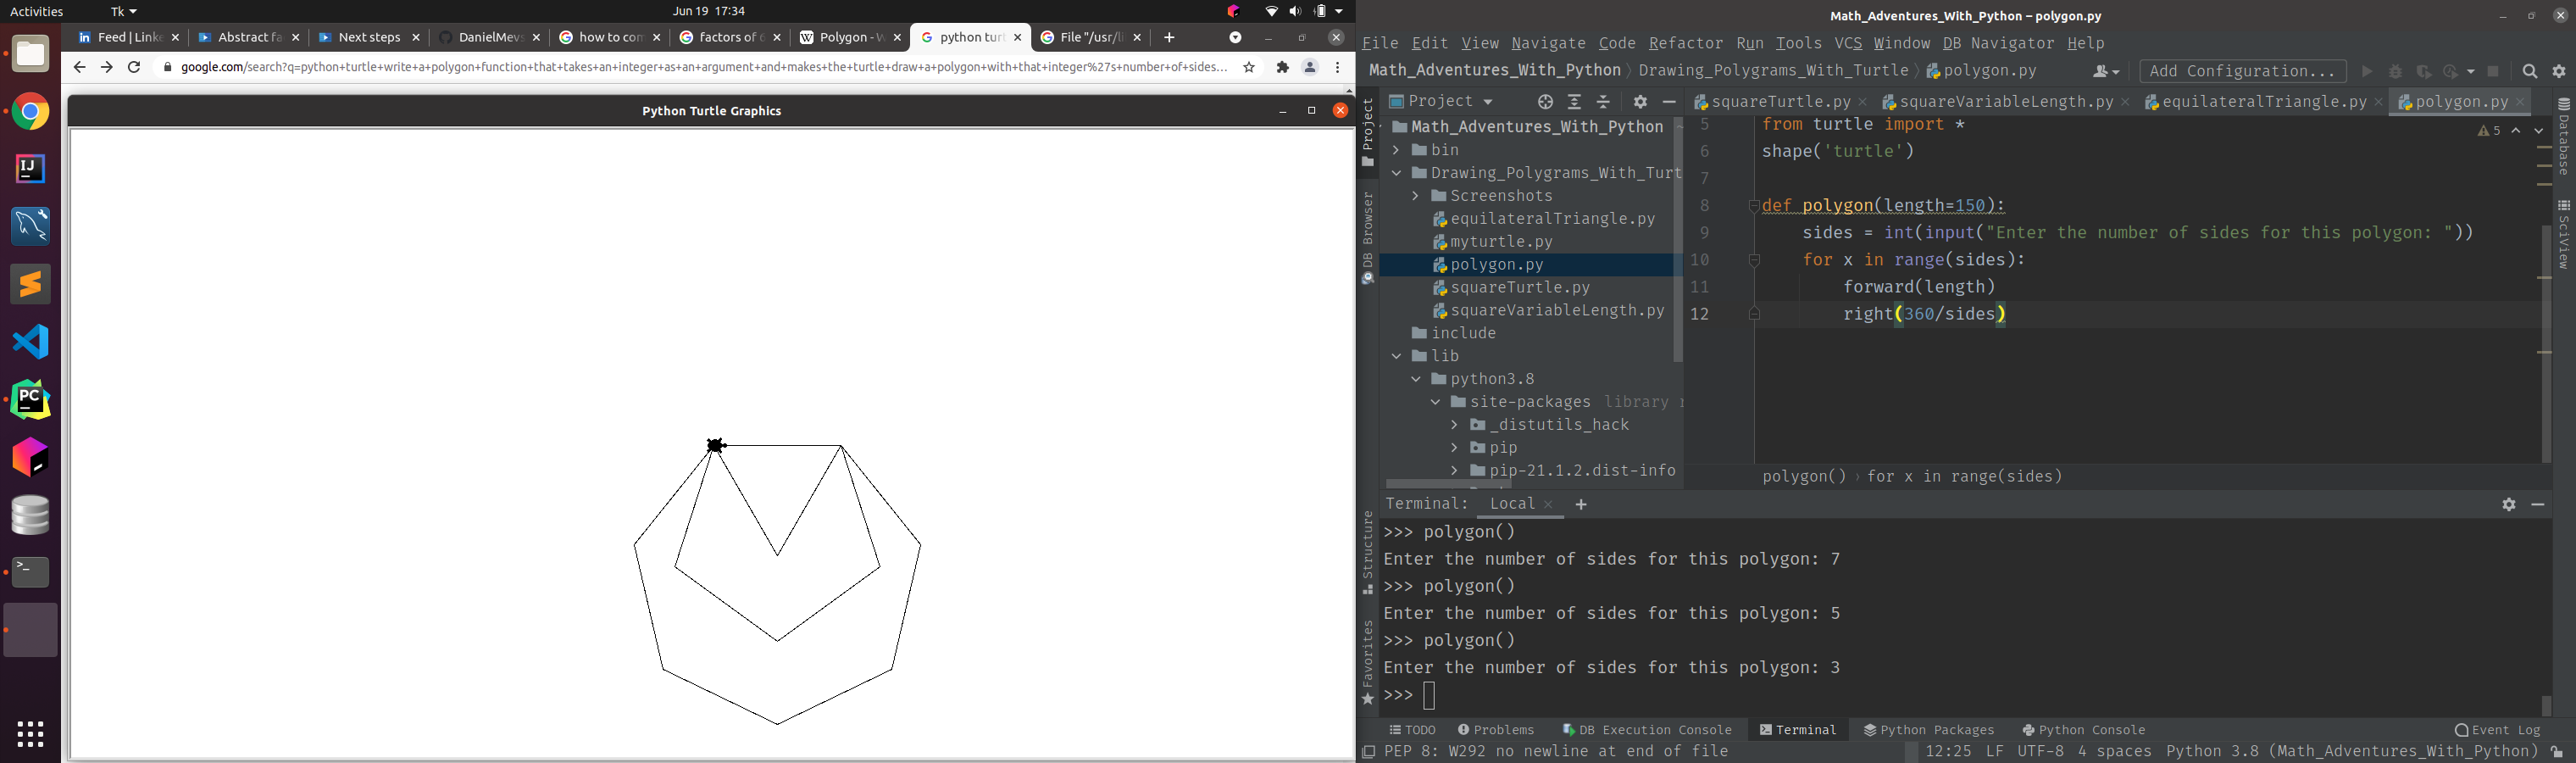 Activities
Tk
Jun 19 17:34
Feed | Linke
Abstract fa
Next steps
DanielMevs
how to com
factors of 6
Polygon - W
python turt
File "/usr/li
google.com/search?q=python+turtle+write+a+polygon+function+that+takes+an+integer+as+an+argument+and+makes+the+turtle+draw+a+polygon+with+that+integer%27s+number+of+sides...
Python Turtle Graphics
Math_Adventures_With_Python – polygon.py
File Edit View Navigate Code Refactor Run Tools VCS Window DB Navigator Help
Math_Adventures_With_Python Drawing_Polygrams_With_Turtle polygon.py
Add Configuration...
Project
squareTurtle.py
squareVariableLength.py
equilateralTriangle.py
polygon.py
Math_Adventures_With_Python
bin
Drawing_Polygrams_With_Turt
Screenshots
equilateralTriangle.py
myturtle.py
polygon.py
squareTurtle.py
squareVariableLength.py
include
lib
python3.8
site-packages library r
_distutils_hack
pip
pip-21.1.2.dist-info
5 from turtle import *
6 shape('turtle')
7
8 def polygon(length=150):
9 sides = int(input("Enter the number of sides for this polygon: "))
10 for x in range(sides):
11 forward(length)
12 right(360/sides)
5
polygon() › for x in range(sides)
Project
DB Browser
Structure
Favorites
Database
SciView
Terminal: Local
>>> polygon()
Enter the number of sides for this polygon: 7
>>> polygon()
Enter the number of sides for this polygon: 5
>>> polygon()
Enter the number of sides for this polygon: 3
>>>
TODO Problems DB Execution Console Terminal Python Packages Python Console Event Log
PEP 8: W292 no newline at end of file
12:25 LF UTF-8 4 spaces Python 3.8 (Math_Adventures_With_Python)
IJ
PC
>_